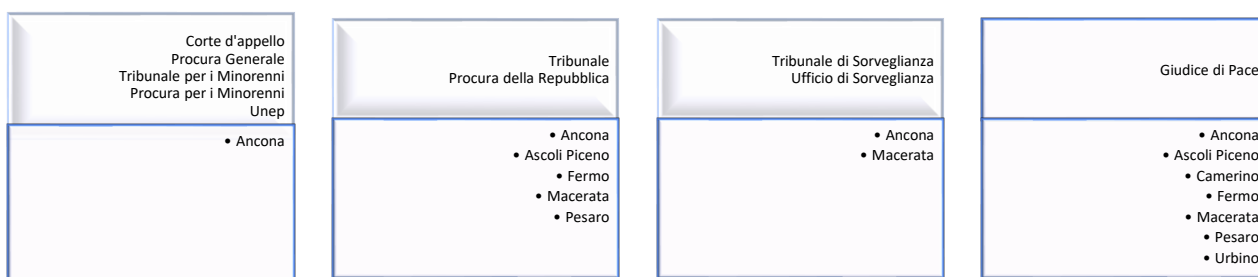 Corte d'appello
Procura Generale
Tribunale per i Minorenni
Procura per i Minorenni
Unep
• Ancona
Tribunale
Procura della Repubblica
• Ancona
• Ascoli Piceno
• Fermo
• Macerata
• Pesaro
Tribunale di Sorveglianza
Ufficio di Sorveglianza
• Ancona
• Macerata
Giudice di Pace
• Ancona
• Ascoli Piceno
• Camerino
• Fermo
• Macerata
• Pesaro
• Urbino